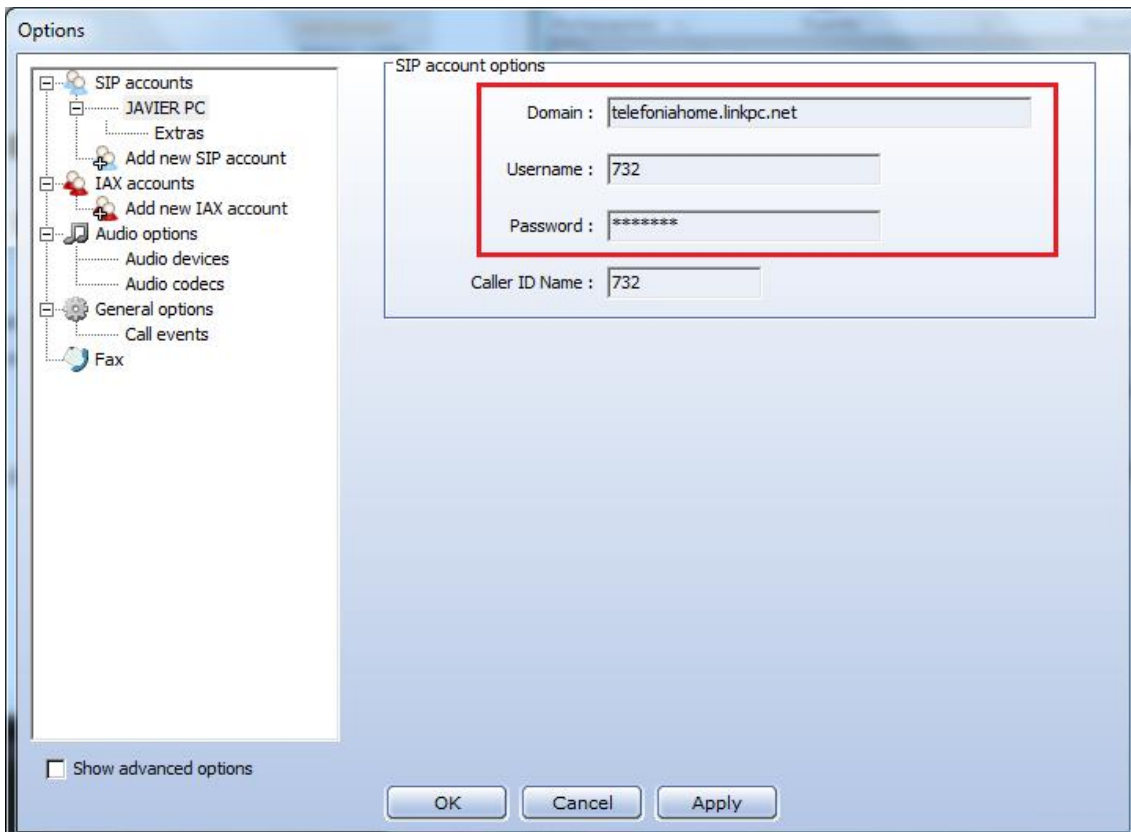 Options
SIP accounts
JAVIER PC
Extras
Add new SIP account
IAX accounts
Add new IAX account
Audio options
Audio devices
Audio codecs
General options
Call events
Fax
Show advanced options
SIP account options
Domain : telefoniahome.linkpc.net
Username : 732
Password : *******
Caller ID Name : 732
OK Cancel Apply